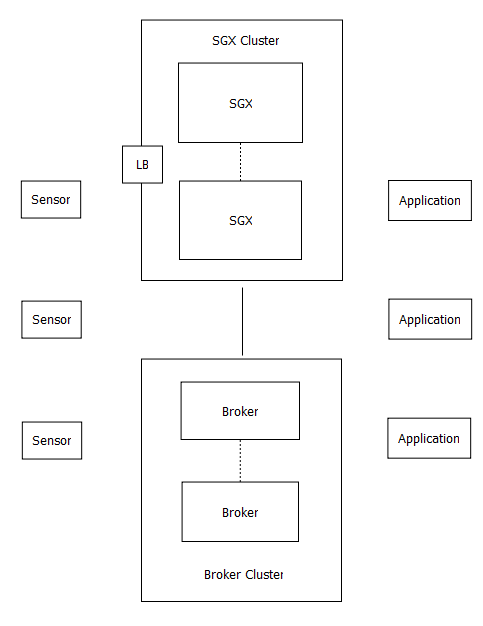 SGX Cluster
SGX
LB
Sensor
Application
SGX
Sensor
Application
Broker
Sensor
Application
Broker
Broker Cluster